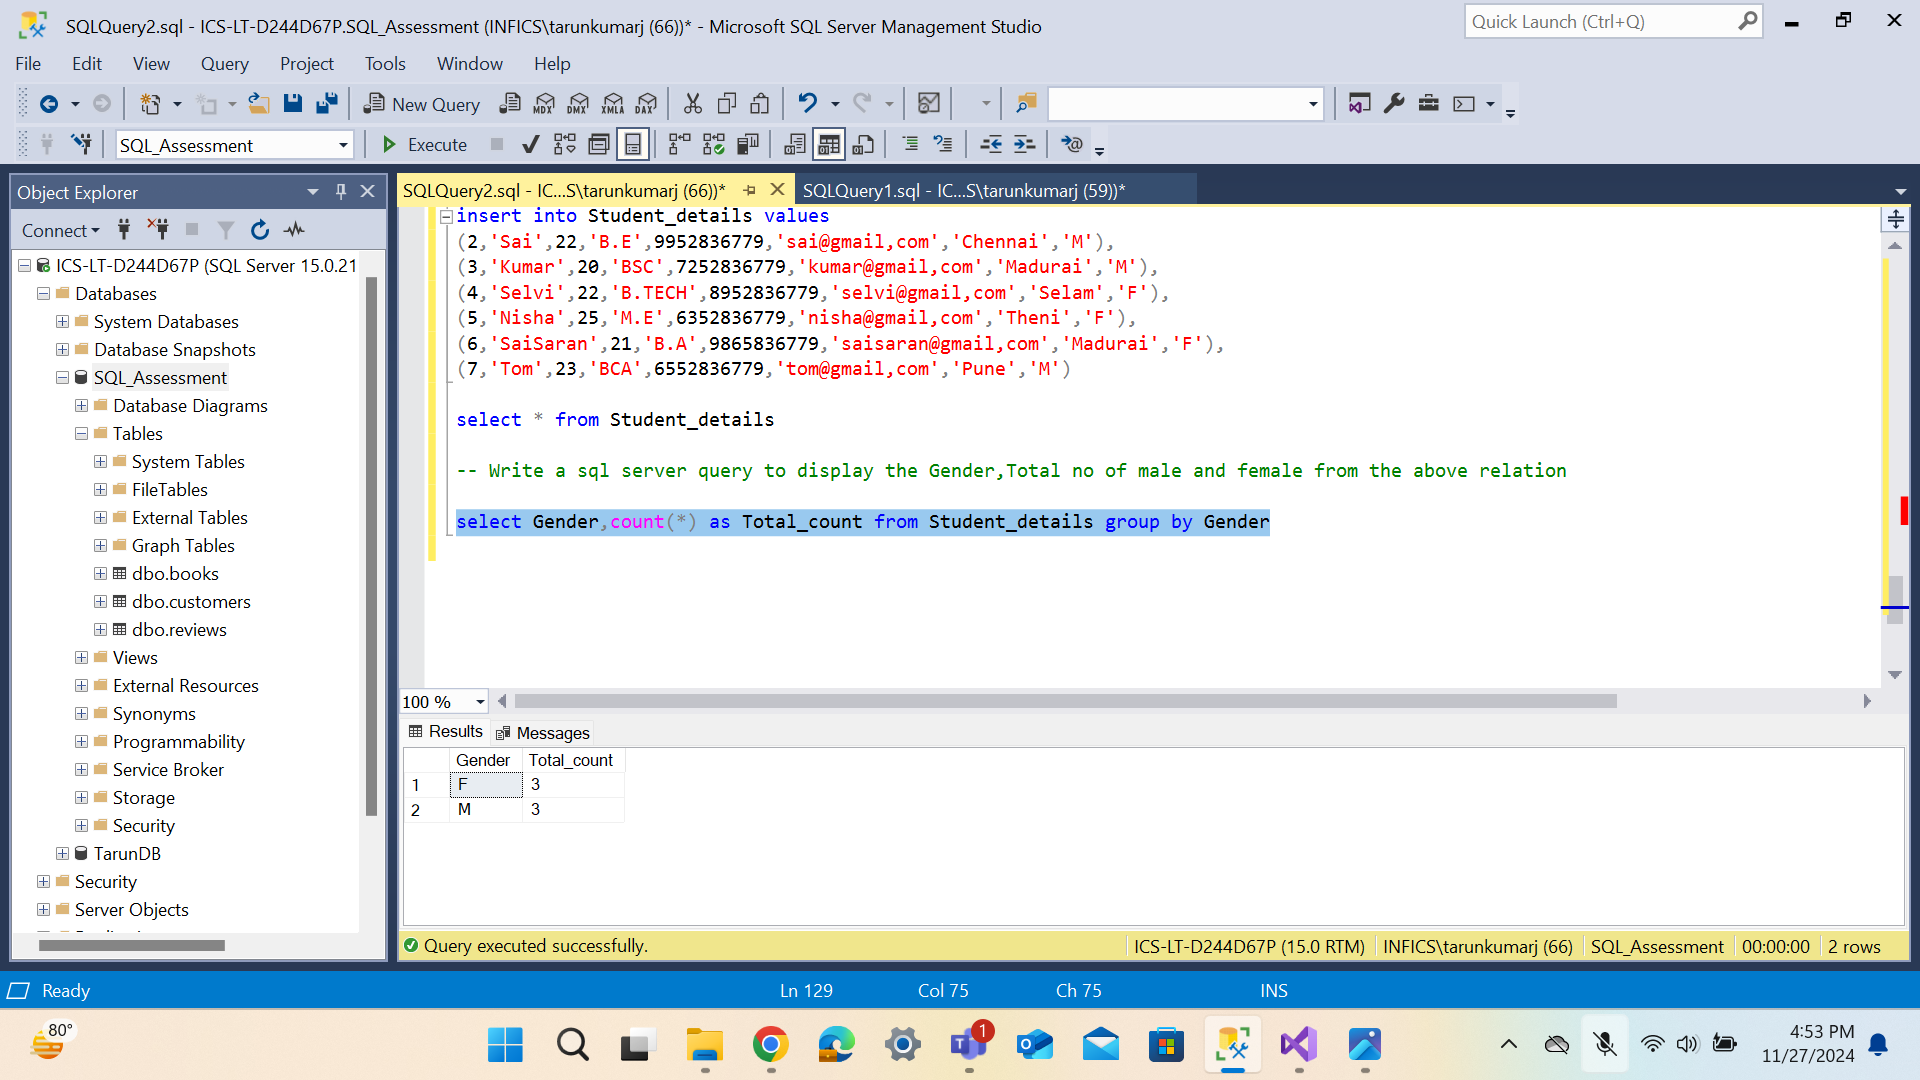 SQLQuery2.sql - ICS-LT-D244D67P.SQL_Assessment (INFICS\tarunkumarj (66))* - Microsoft SQL Server Management Studio
Quick Launch (Ctrl+Q)
File Edit View Query Project Tools Window Help
New Query MDX DMX XMLA DAX
SQL_Assessment Execute
Object Explorer
Connect
ICS-LT-D244D67P (SQL Server 15.0.21
Databases
System Databases
Database Snapshots
SQL_Assessment
Database Diagrams
Tables
System Tables
FileTables
External Tables
Graph Tables
dbo.books
dbo.customers
dbo.reviews
Views
External Resources
Synonyms
Programmability
Service Broker
Storage
Security
TarunDB
Security
Server Objects
SQLQuery2.sql - IC...S\tarunkumarj (66))* SQLQuery1.sql - IC...S\tarunkumarj (59))*
insert into Student_details values
(2,'Sai',22,'B.E',9952836779,'sai@gmail,com','Chennai','M'),
(3,'Kumar',20,'BSC',7252836779,'kumar@gmail,com','Madurai','M'),
(4,'Selvi',22,'B.TECH',8952836779,'selvi@gmail,com','Selam','F'),
(5,'Nisha',25,'M.E',6352836779,'nisha@gmail,com','Theni','F'),
(6,'SaiSaran',21,'B.A',9865836779,'saisaran@gmail,com','Madurai','F'),
(7,'Tom',23,'BCA',6552836779,'tom@gmail,com','Pune','M')
select * from Student_details
-- Write a sql server query to display the Gender,Total no of male and female from the above relation
select Gender,count(*) as Total_count from Student_details group by Gender
100 %
Results Messages
Gender Total_count
1 F 3
2 M 3
Query executed successfully. ICS-LT-D244D67P (15.0 RTM) INFICS\tarunkumarj (66) SQL_Assessment 00:00:00 2 rows
Ready Ln 129 Col 75 Ch 75 INS
80°
1
4:53 PM
11/27/2024